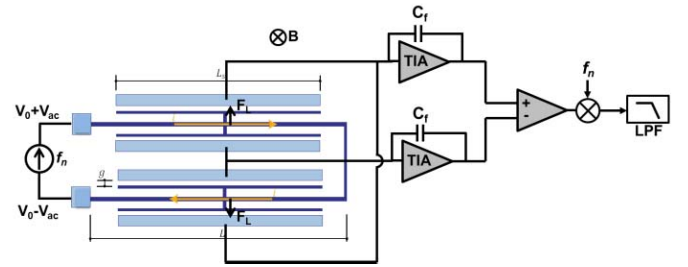 ⊗B
C_f
TIA
L_s
f_n
V_0+V_ac
F_L
+
-
LPF
C_f
TIA
f_n
g
V_0-V_ac
F_L
L